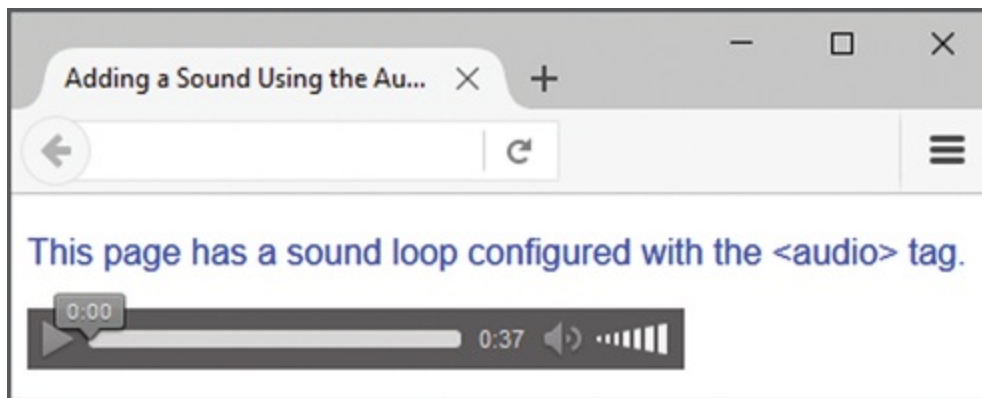 Adding a Sound Using the Au...
This page has a sound loop configured with the <audio> tag.
0:00
0:37